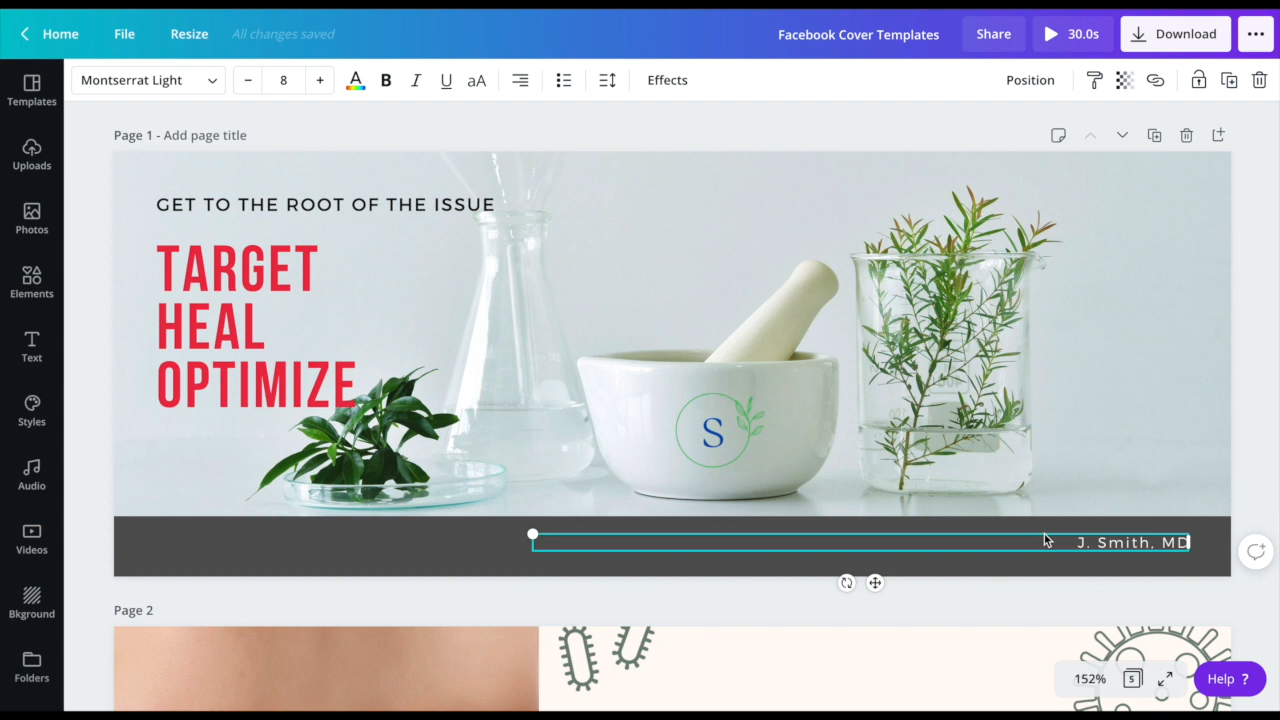 Home
File
Resize
All changes saved
Facebook Cover Templates
Share
30.0s
Download
Montserrat Light
− 8 +
A
B
I
U
aA
Effects
Position
Templates
Uploads
Photos
Elements
Text
Styles
Audio
Videos
Bkground
Folders
Page 1 - Add page title
GET TO THE ROOT OF THE ISSUE
TARGET
HEAL
OPTIMIZE
S
J. Smith, MD
Page 2
152%
5
Help ?